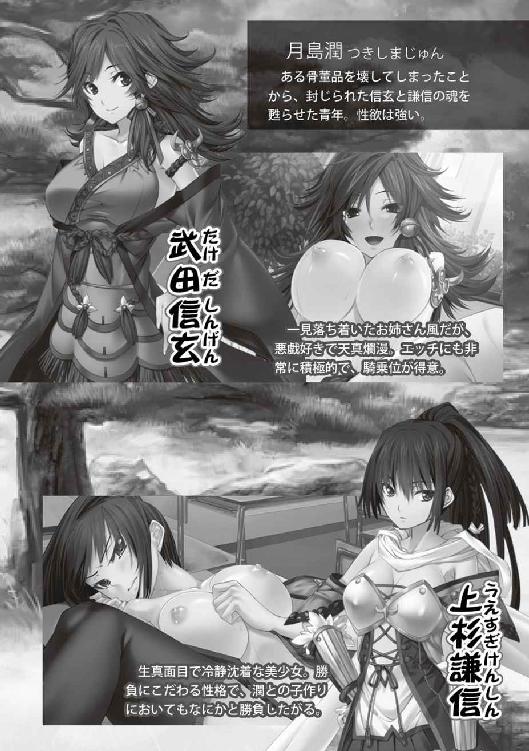 月島潤 つきしまじゅん
ある骨董品を壊してしまったこと
から、封じられた信玄と謙信の魂を
甦らせた青年。性欲は強い。
たけだしんげん
武田信玄
一見落ち着いたお姉さん風だが、
悪戯好きで天真爛漫。エッチにも非
常に積極的で、騎乗位が得意。
うえすぎけんしん
上杉謙信
生真面目で冷静沈着な美少女。勝
負にこだわる性格で、潤との子作り
においてもなにかと勝負したがる。